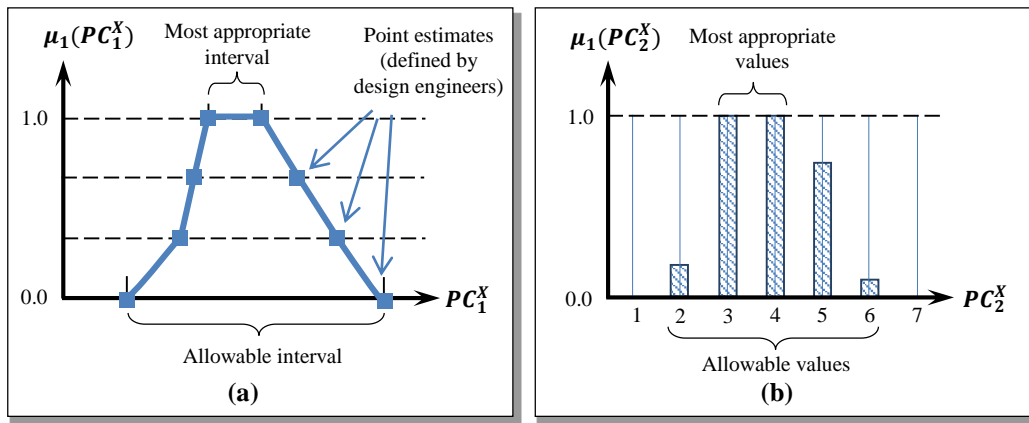 μ₁(PC₁ˣ)
Most appropriate
interval
Point estimates
(defined by
design engineers)
1.0
0.0
PC₁ˣ
Allowable interval
(a)
μ₁(PC₂ˣ)
Most appropriate
values
1.0
0.0
1 2 3 4 5 6 7
PC₂ˣ
Allowable values
(b)